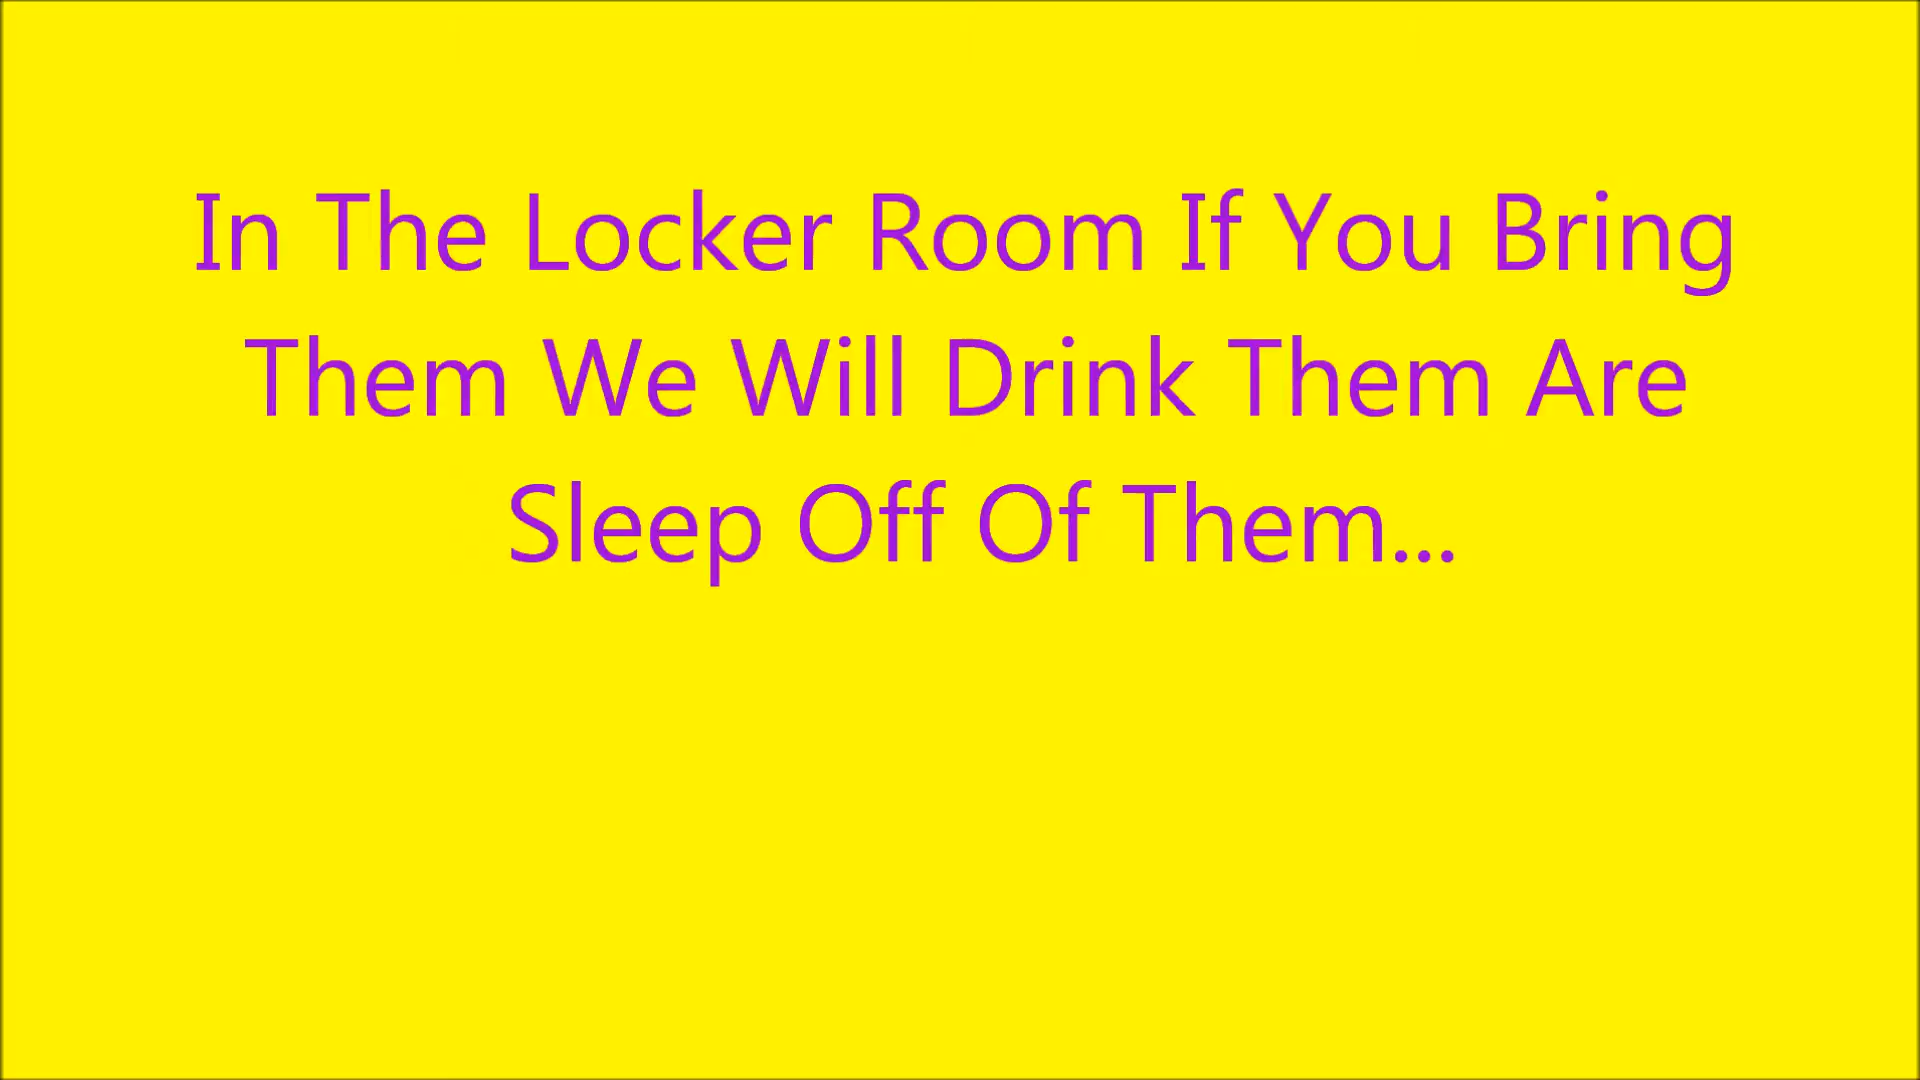 In The Locker Room If You Bring
Them We Will Drink Them Are
Sleep Off Of Them...